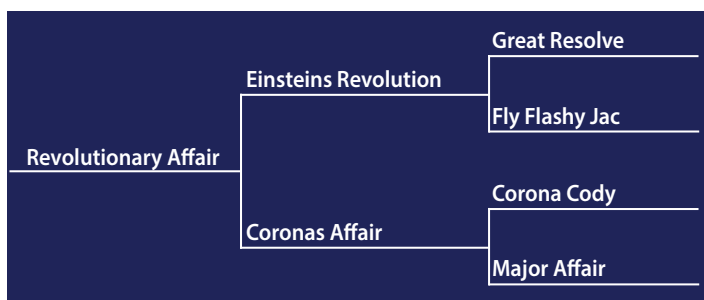 Great Resolve
Einsteins Revolution
Fly Flashy Jac
Revolutionary Affair
Corona Cody
Coronas Affair
Major Affair